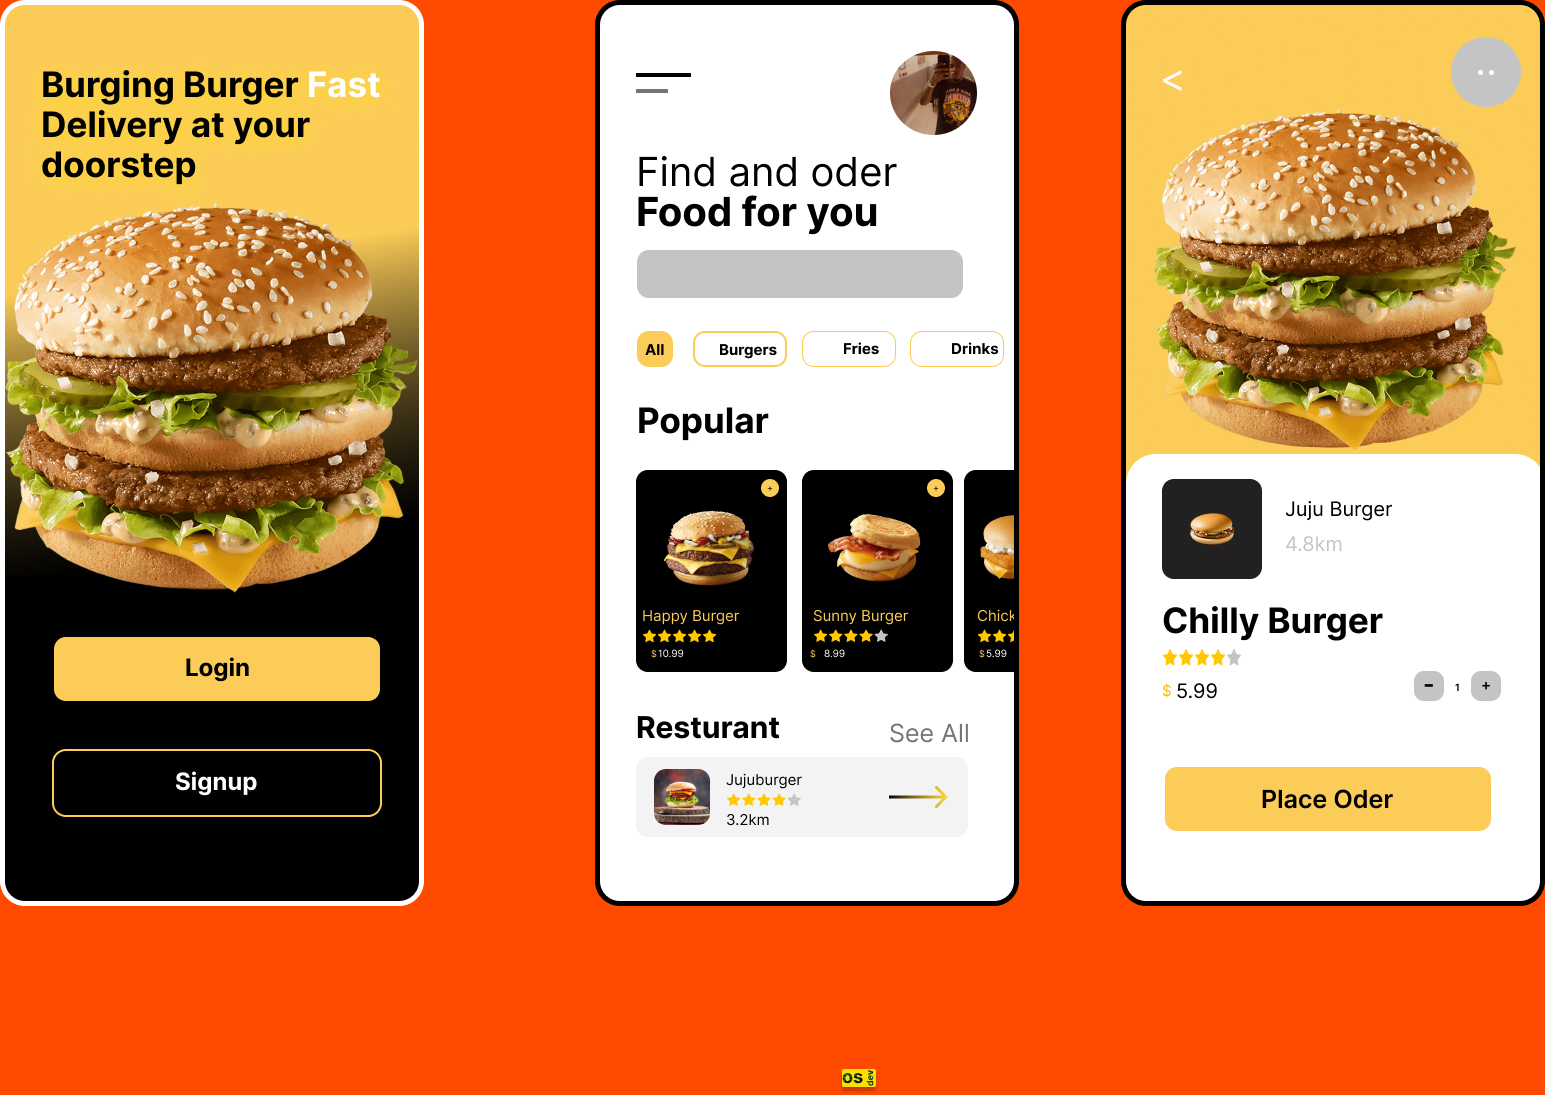 Burging Burger Fast
Delivery at your
doorstep
Login
Signup
Find and oder
Food for you
All
Burgers
Fries
Drinks
Popular
+
+
Happy Burger
Sunny Burger
Chick
$10.99
$ 8.99
$5.99
Resturant
See All
Jujuburger
3.2km
<
Juju Burger
4.8km
Chilly Burger
$ 5.99
- 1 +
Place Oder
OS dev